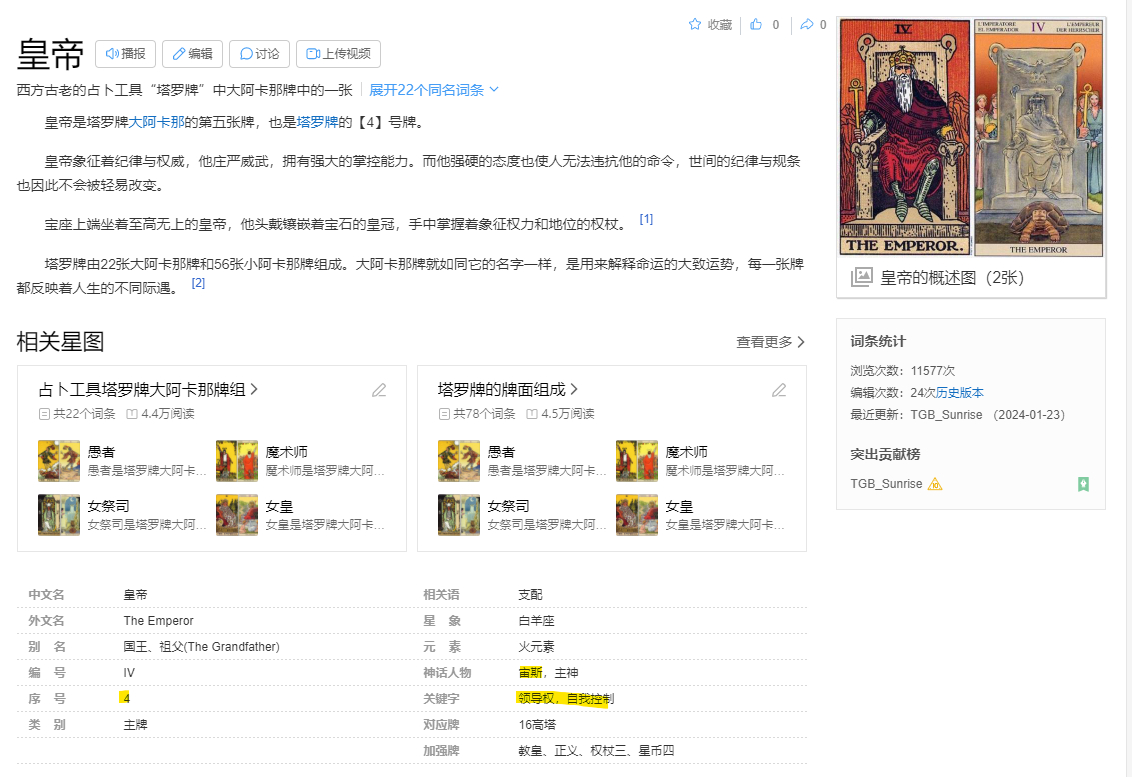 收藏 0 0
皇帝 播报 编辑 讨论 上传视频
西方古老的占卜工具“塔罗牌”中大阿卡那牌中的一张 展开22个同名词条
皇帝是塔罗牌大阿卡那的第五张牌，也是塔罗牌的【4】号牌。
皇帝象征着纪律与权威，他庄严威武，拥有强大的掌控能力。而他强硬的态度也使人无法违抗他的命令，世间的纪律与规条
也因此不会被轻易改变。
宝座上端坐着至高无上的皇帝，他头戴镶嵌着宝石的皇冠，手中掌握着象征权力和地位的权杖。 [1]
塔罗牌由22张大阿卡那牌和56张小阿卡那牌组成。大阿卡那牌就如同它的名字一样，是用来解释命运的大致运势，每一张牌
都反映着人生的不同际遇。 [2]
相关星图 查看更多
占卜工具塔罗牌大阿卡那牌组
共22个词条 4.4万阅读
愚者
愚者是塔罗牌大阿卡...
魔术师
魔术师是塔罗牌大阿...
女祭司
女祭司是塔罗牌大阿...
女皇
女皇是塔罗牌大阿卡...
塔罗牌的牌面组成
共78个词条 4.5万阅读
愚者
愚者是塔罗牌大阿卡...
魔术师
魔术师是塔罗牌大阿...
女祭司
女祭司是塔罗牌大阿...
女皇
女皇是塔罗牌大阿卡...
中文名 皇帝
外文名 The Emperor
别 名 国王、祖父(The Grandfather)
编 号 IV
序 号 4
类 别 主牌
相关语 支配
星 象 白羊座
元 素 火元素
神话人物 宙斯，主神
关键字 领导权，自我控制
对应牌 16高塔
加强牌 教皇、正义、权杖三、星币四
IV
THE EMPEROR.
L'IMPERATORE
EL EMPERADOR
IV
L'EMPEREUR
DER HERRSCHER
THE EMPEROR
皇帝的概述图（2张）
词条统计
浏览次数：11577次
编辑次数：24次历史版本
最近更新：TGB_Sunrise （2024-01-23）
突出贡献榜
TGB_Sunrise